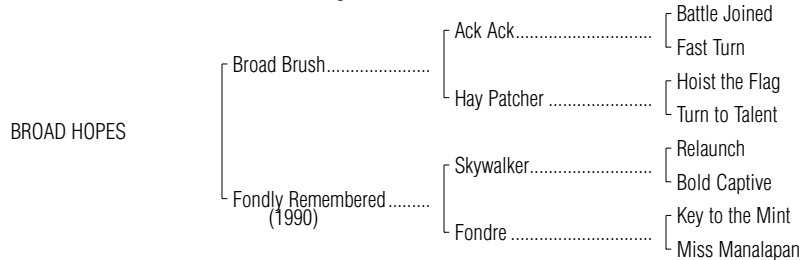 Battle Joined
Ack Ack..............................
Fast Turn
Broad Brush......................
Hoist the Flag
Hay Patcher ......................
Turn to Talent
BROAD HOPES
Relaunch
Skywalker...........................
Bold Captive
Fondly Remembered.........
(1990)
Key to the Mint
Fondre ...............................
Miss Manalapan